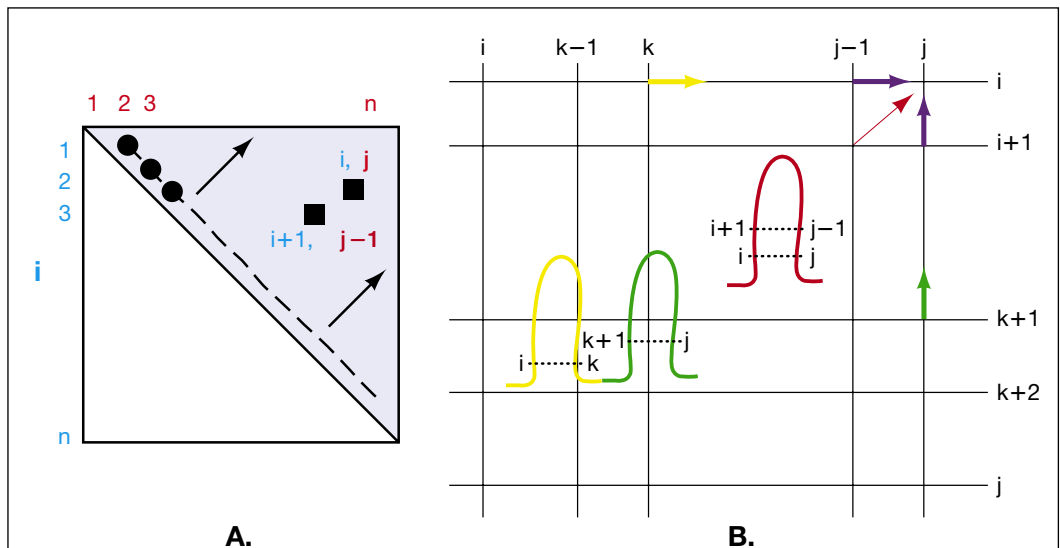 1 2 3 n
1
2
3
i
n
i, j
i+1, j−1
A.
i k−1 k j−1 j
i
i+1
k+1
k+2
j
i+1 j−1
i j
k+1 j
i k
B.